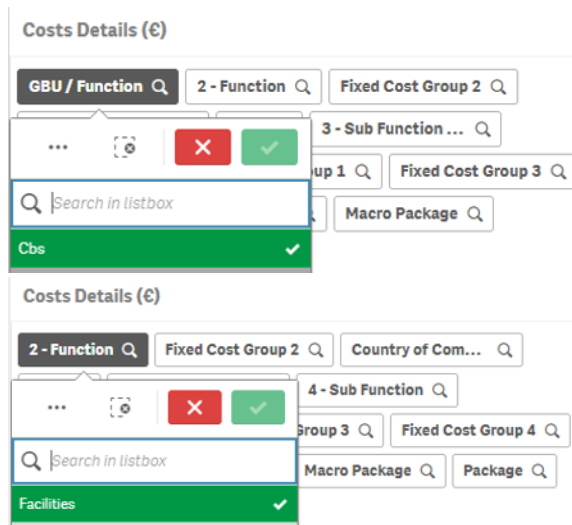 Costs Details (€)
GBU / Function 2 - Function Fixed Cost Group 2
3 - Sub Function ...
1 Fixed Cost Group 3
Search in listbox
Macro Package
Cbs
Costs Details (€)
2 - Function Fixed Cost Group 2 Country of Com...
4 - Sub Function
Group 3 Fixed Cost Group 4
Search in listbox
Macro Package Package
Facilities